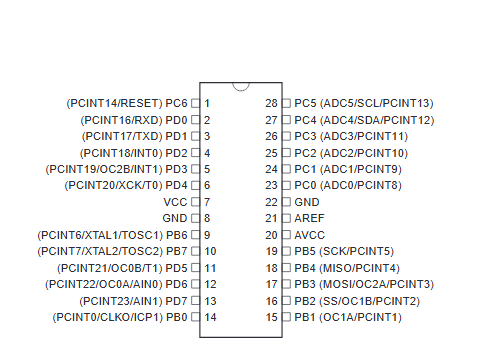 (PCINT14/RESET) PC6 1 28 PC5 (ADC5/SCL/PCINT13)
(PCINT16/RXD) PD0 2 27 PC4 (ADC4/SDA/PCINT12)
(PCINT17/TXD) PD1 3 26 PC3 (ADC3/PCINT11)
(PCINT18/INT0) PD2 4 25 PC2 (ADC2/PCINT10)
(PCINT19/OC2B/INT1) PD3 5 24 PC1 (ADC1/PCINT9)
(PCINT20/XCK/T0) PD4 6 23 PC0 (ADC0/PCINT8)
VCC 7 22 GND
GND 8 21 AREF
(PCINT6/XTAL1/TOSC1) PB6 9 20 AVCC
(PCINT7/XTAL2/TOSC2) PB7 10 19 PB5 (SCK/PCINT5)
(PCINT21/OC0B/T1) PD5 11 18 PB4 (MISO/PCINT4)
(PCINT22/OC0A/AIN0) PD6 12 17 PB3 (MOSI/OC2A/PCINT3)
(PCINT23/AIN1) PD7 13 16 PB2 (SS/OC1B/PCINT2)
(PCINT0/CLKO/ICP1) PB0 14 15 PB1 (OC1A/PCINT1)